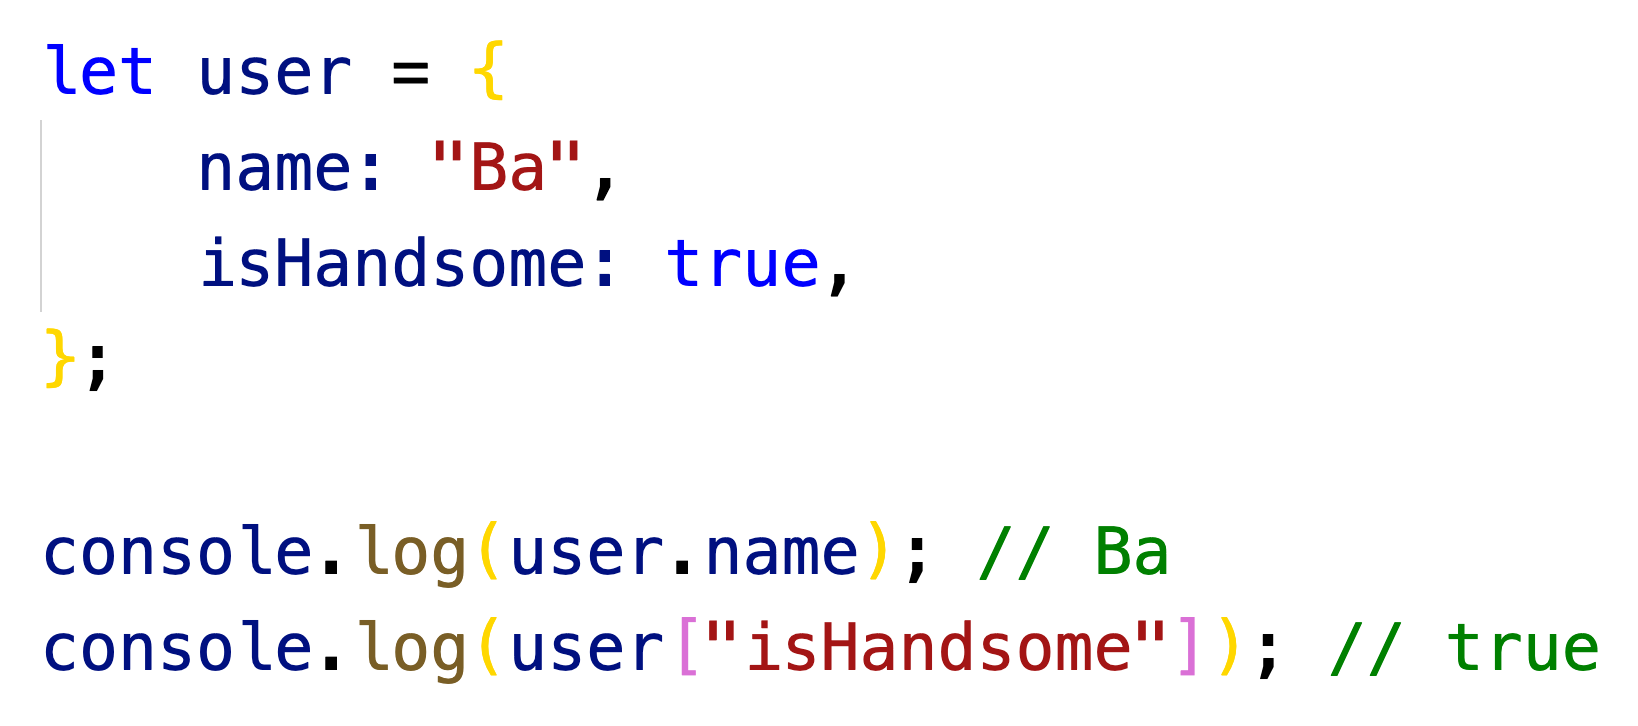 let user = {
    name: "Ba",
    isHandsome: true,
};

console.log(user.name); // Ba
console.log(user["isHandsome"]); // true